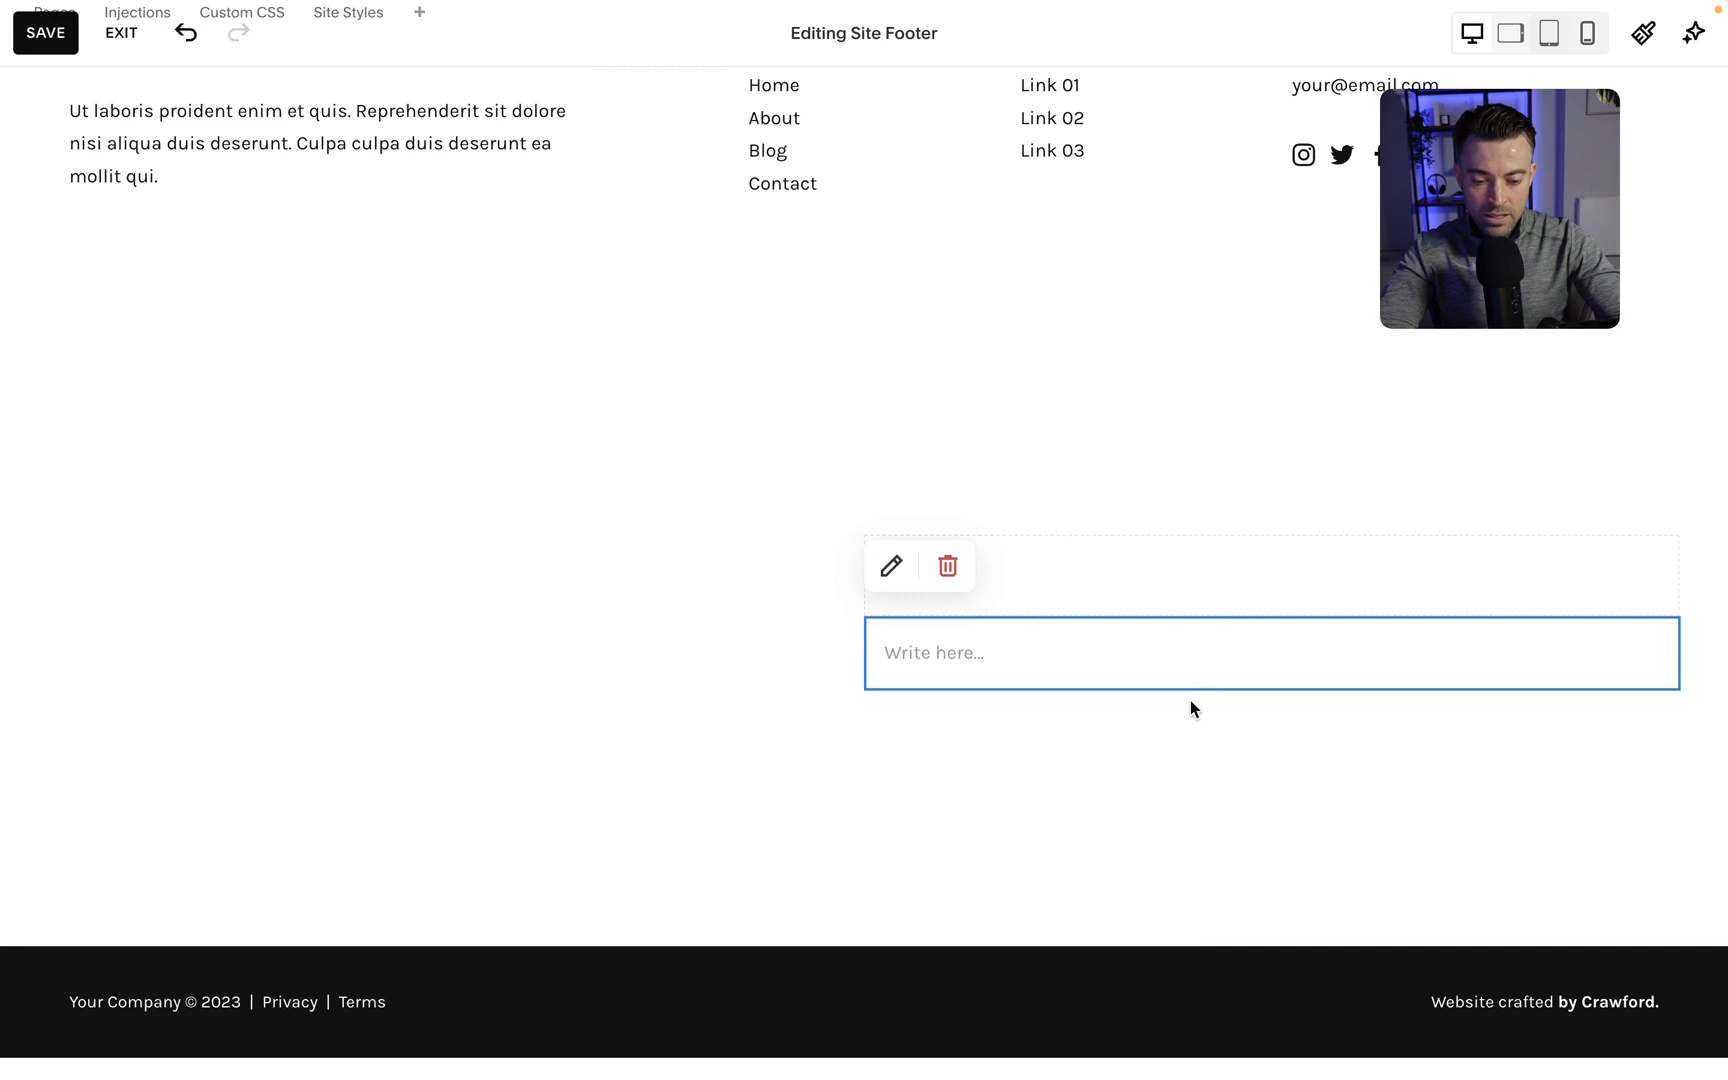 Pages Injections Custom CSS Site Styles +
SAVE EXIT Editing Site Footer
Ut laboris proident enim et quis. Reprehenderit sit dolore
nisi aliqua duis deserunt. Culpa culpa duis deserunt ea
mollit qui.
Home
About
Blog
Contact
Link 01
Link 02
Link 03
your@email.com
Write here...
Your Company © 2023 | Privacy | Terms
Website crafted by Crawford.